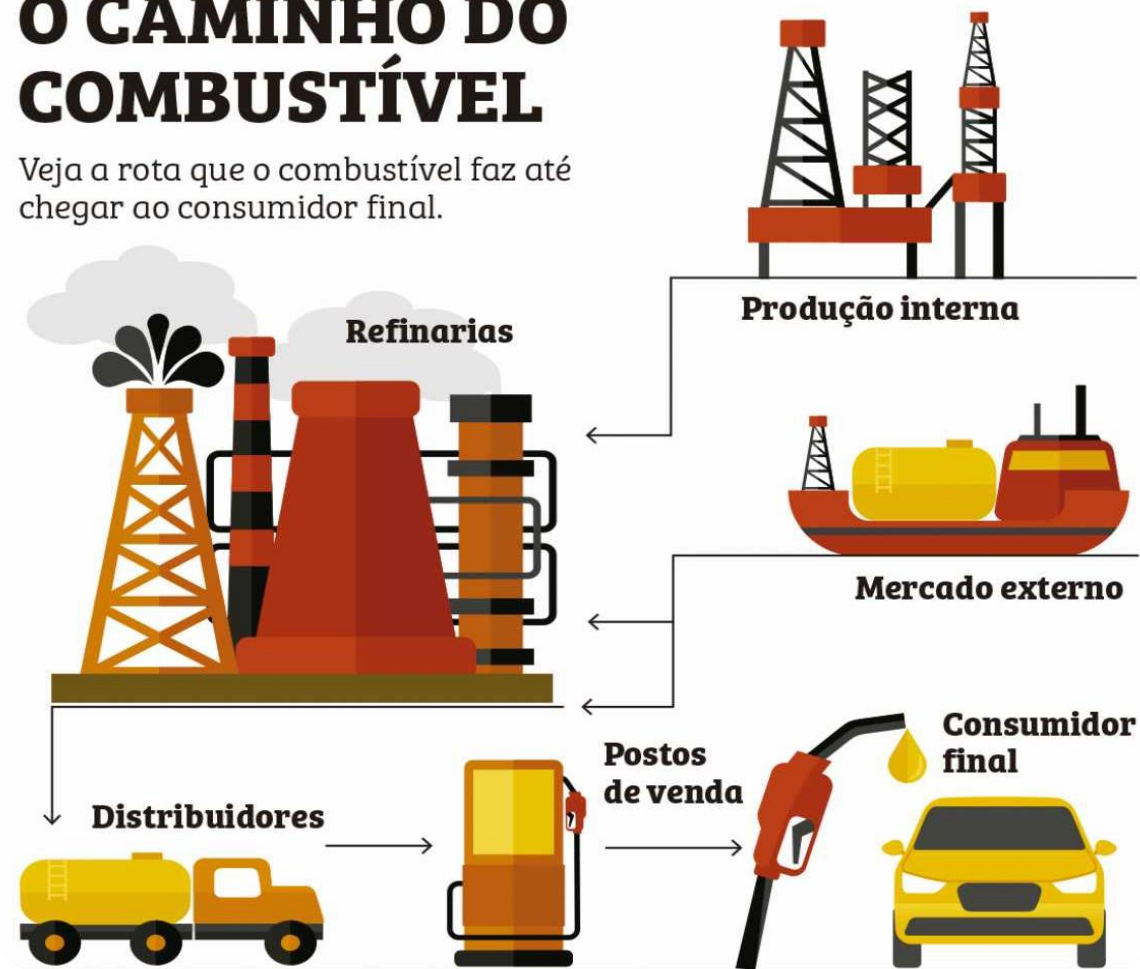 O CAMINHO DO
COMBUSTÍVEL
Veja a rota que o combustível faz até
chegar ao consumidor final.
Produção interna
Refinarias
Mercado externo
Distribuidores
Postos
de venda
Consumidor
final